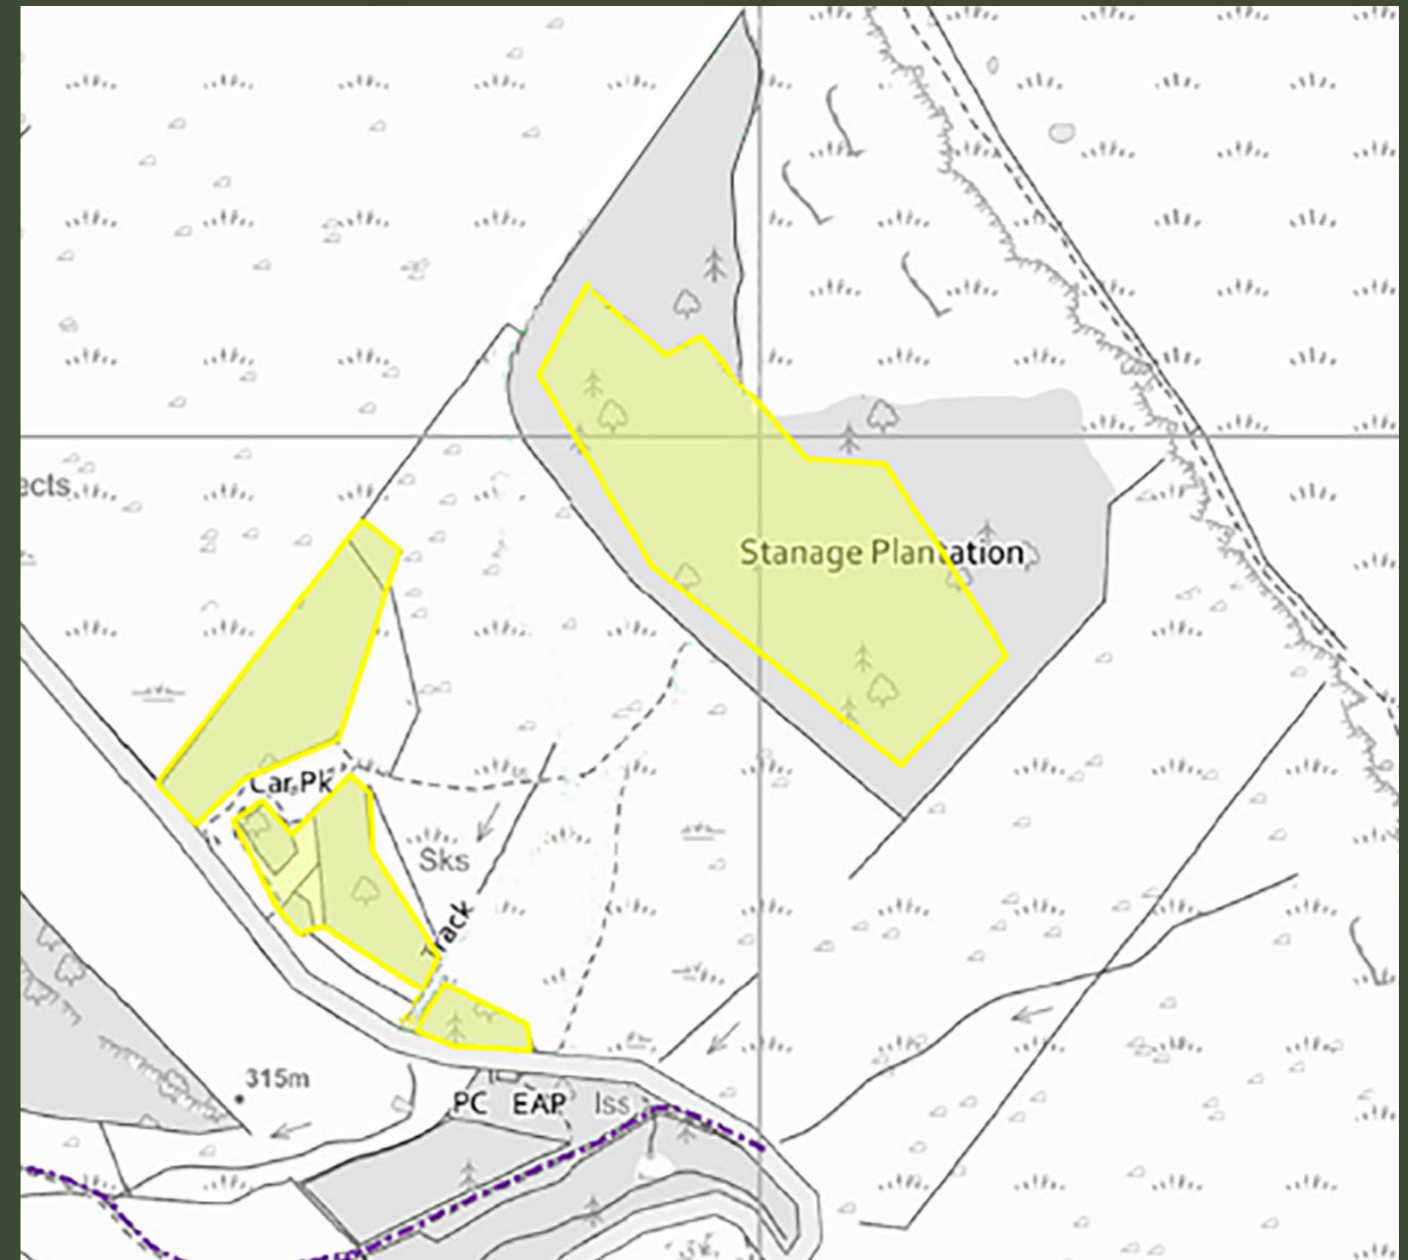 ects
Stanage Plantation
Car Pk
Sks
Track
315m
PC EAP Iss